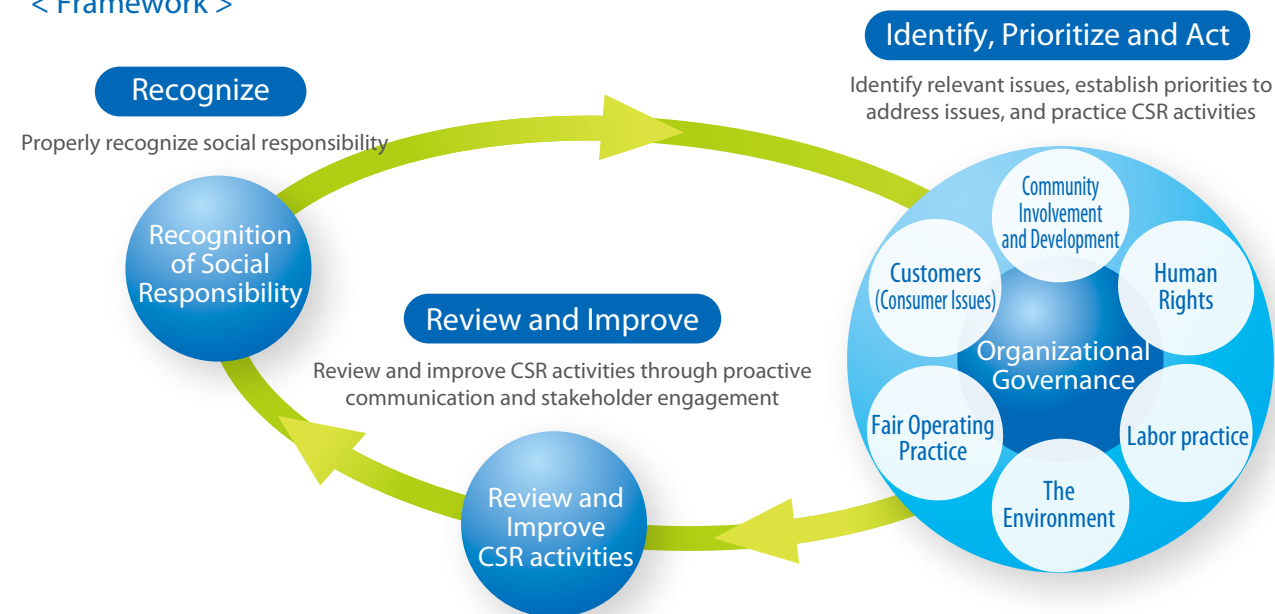 < Framework >
Recognize
Properly recognize social responsibility
Recognition
of Social
Responsibility
Identify, Prioritize and Act
Identify relevant issues, establish priorities to
address issues, and practice CSR activities
Community
Involvement
and Development
Customers
(Consumer Issues)
Human
Rights
Organizational
Governance
Fair Operating
Practice
Labor practice
The
Environment
Review and Improve
Review and improve CSR activities through proactive
communication and stakeholder engagement
Review and
Improve
CSR activities